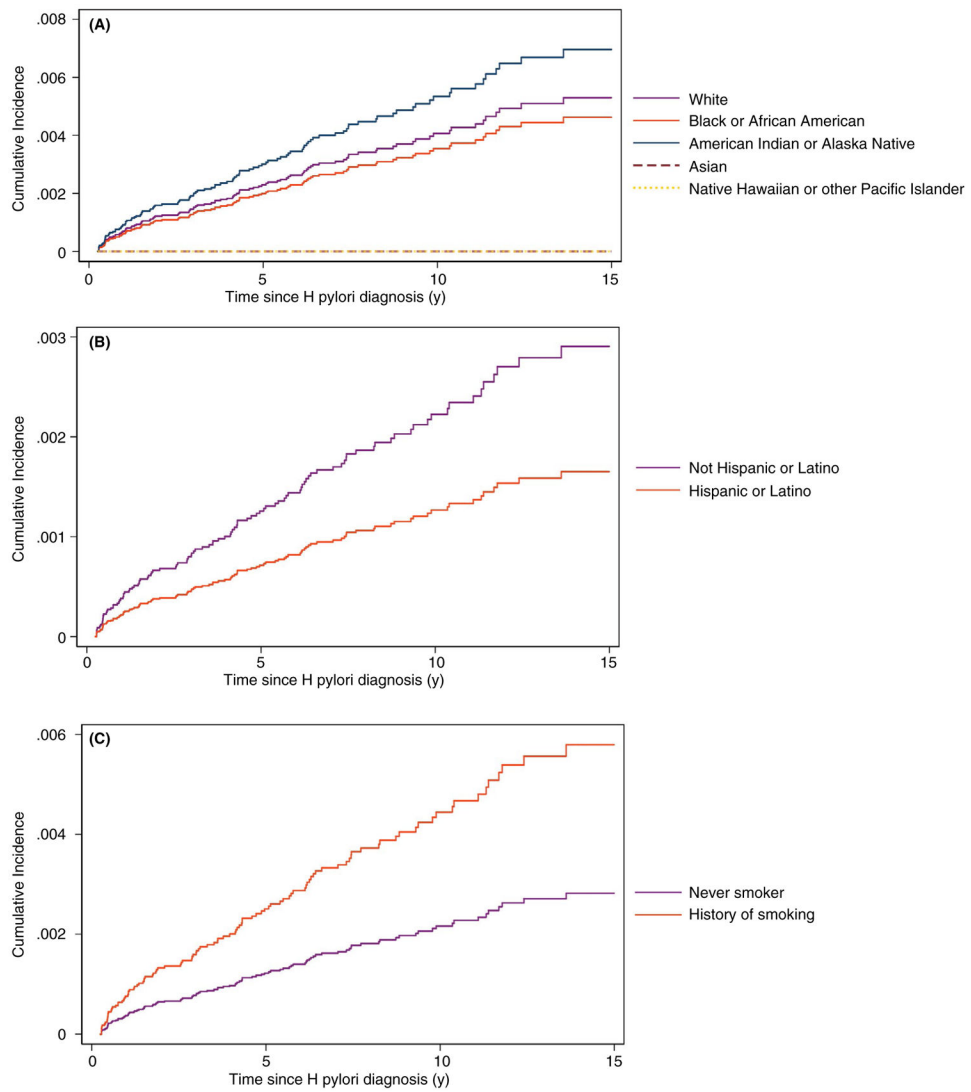 (A)
Cumulative Incidence
.008
.006
.004
.002
0
0 5 10 15
Time since H pylori diagnosis (y)
White
Black or African American
American Indian or Alaska Native
Asian
Native Hawaiian or other Pacific Islander
(B)
Cumulative Incidence
.003
.002
.001
0
0 5 10 15
Time since H pylori diagnosis (y)
Not Hispanic or Latino
Hispanic or Latino
(C)
Cumulative Incidence
.006
.004
.002
0
0 5 10 15
Time since H pylori diagnosis (y)
Never smoker
History of smoking